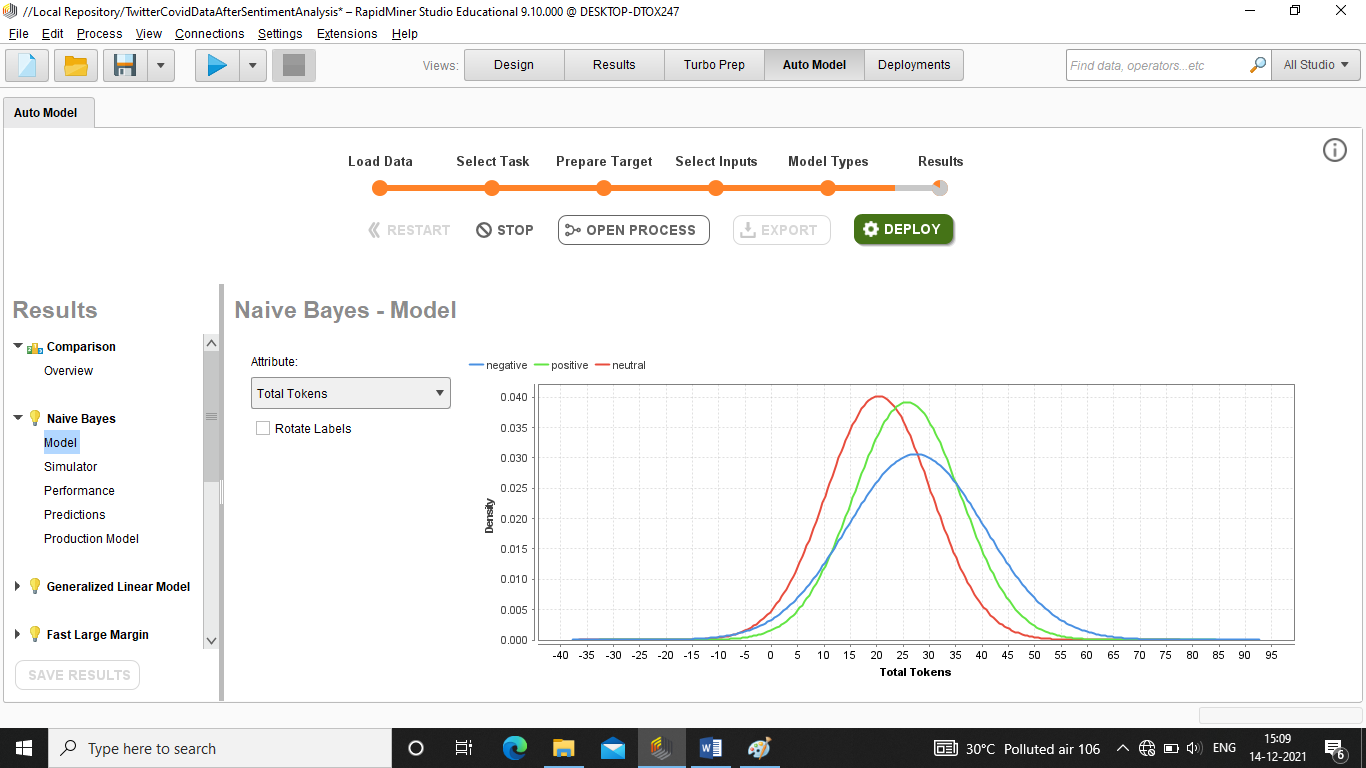 //Local Repository/TwitterCovidDataAfterSentimentAnalysis* – RapidMiner Studio Educational 9.10.000 @ DESKTOP-DTOX247
File Edit Process View Connections Settings Extensions Help
Views: Design Results Turbo Prep Auto Model Deployments Find data, operators...etc All Studio
Auto Model
Load Data Select Task Prepare Target Select Inputs Model Types Results
RESTART STOP OPEN PROCESS EXPORT DEPLOY
Results
Comparison
Overview
Naive Bayes
Model
Simulator
Performance
Predictions
Production Model
Generalized Linear Model
Fast Large Margin
SAVE RESULTS
Naive Bayes - Model
Attribute:
Total Tokens
Rotate Labels
negative positive neutral
Density
0.040
0.035
0.030
0.025
0.020
0.015
0.010
0.005
0.000
-40 -35 -30 -25 -20 -15 -10 -5 0 5 10 15 20 25 30 35 40 45 50 55 60 65 70 75 80 85 90 95
Total Tokens
Type here to search
30°C Polluted air 106 ENG
15:09
14-12-2021
6